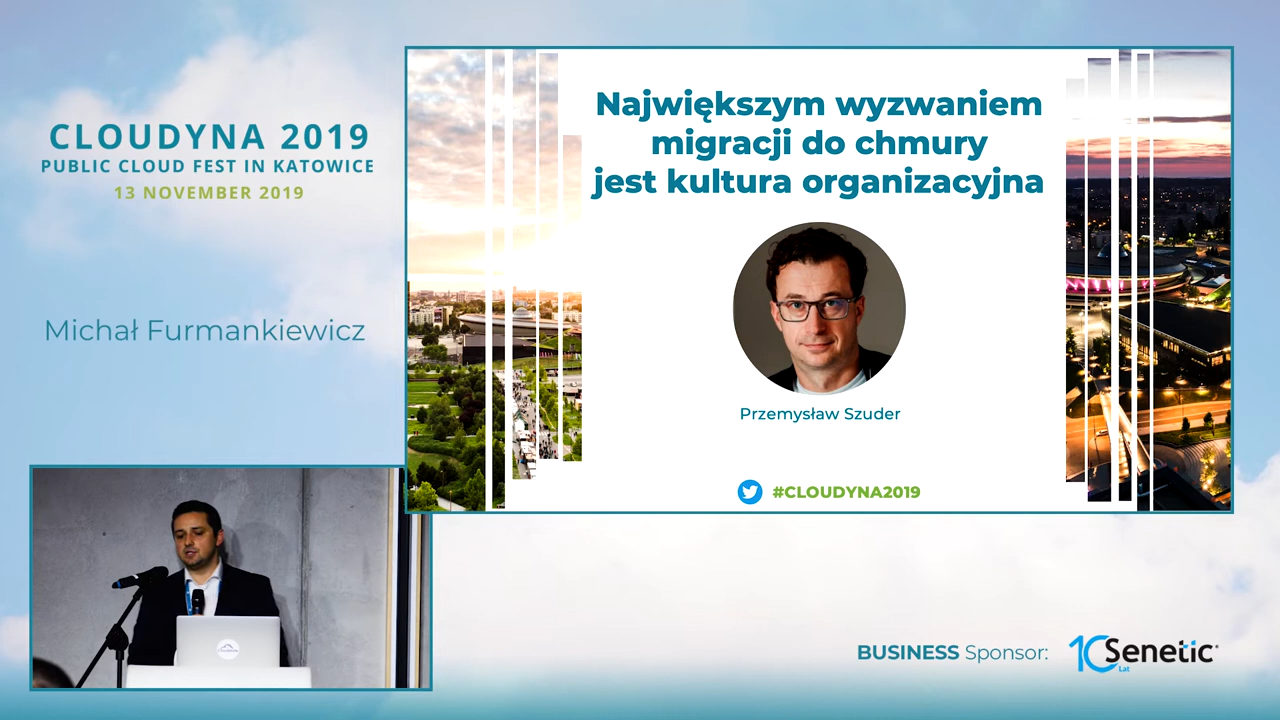 CLOUDYNA 2019
PUBLIC CLOUD FEST IN KATOWICE
13 NOVEMBER 2019
Michał Furmankiewicz
Największym wyzwaniem
migracji do chmury
jest kultura organizacyjna
Przemysław Szuder
#CLOUDYNA2019
BUSINESS Sponsor:
10 Lat Senetic